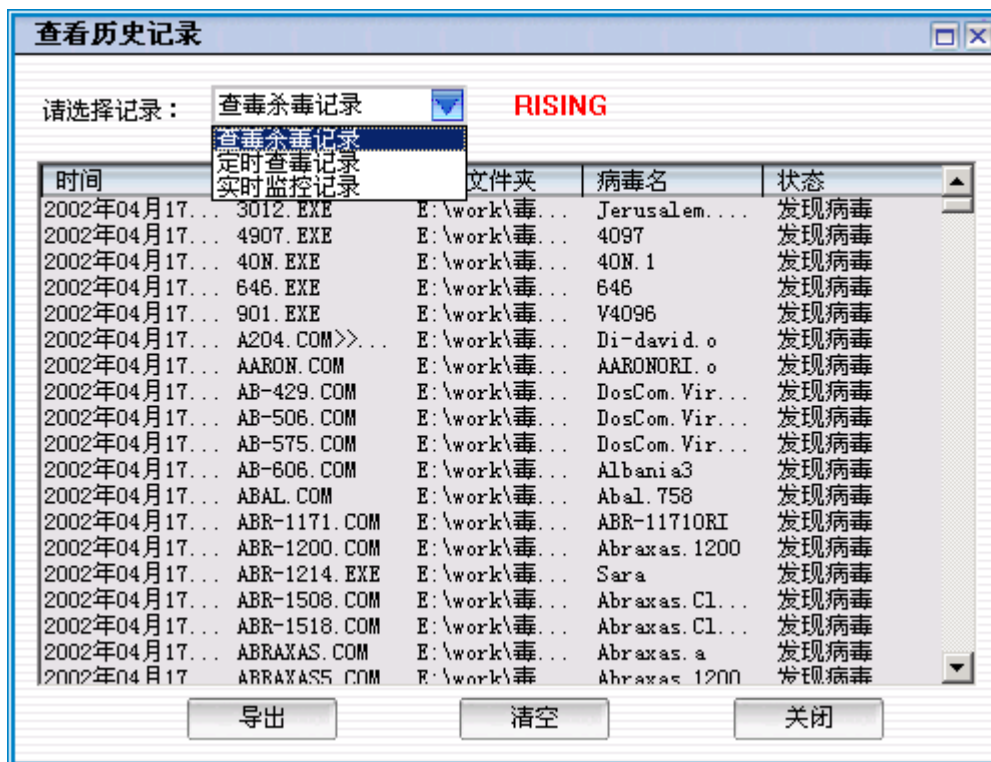 查看历史记录
请选择记录： 查毒杀毒记录 RISING
查毒杀毒记录
定时查毒记录
实时监控记录
时间 文件夹 病毒名 状态
2002年04月17... 3012.EXE E:\work\毒... Jerusalem.... 发现病毒
2002年04月17... 4907.EXE E:\work\毒... 4097 发现病毒
2002年04月17... 40N.EXE E:\work\毒... 40N.1 发现病毒
2002年04月17... 646.EXE E:\work\毒... 646 发现病毒
2002年04月17... 901.EXE E:\work\毒... V4096 发现病毒
2002年04月17... A204.COM>>... E:\work\毒... Di-david.o 发现病毒
2002年04月17... AARON.COM E:\work\毒... AARONORI.o 发现病毒
2002年04月17... AB-429.COM E:\work\毒... DosCom.Vir... 发现病毒
2002年04月17... AB-506.COM E:\work\毒... DosCom.Vir... 发现病毒
2002年04月17... AB-575.COM E:\work\毒... DosCom.Vir... 发现病毒
2002年04月17... AB-606.COM E:\work\毒... Albania3 发现病毒
2002年04月17... ABAL.COM E:\work\毒... Abal.758 发现病毒
2002年04月17... ABR-1171.COM E:\work\毒... ABR-1171ORI 发现病毒
2002年04月17... ABR-1200.COM E:\work\毒... Abraxas.1200 发现病毒
2002年04月17... ABR-1214.EXE E:\work\毒... Sara 发现病毒
2002年04月17... ABR-1508.COM E:\work\毒... Abraxas.Cl... 发现病毒
2002年04月17... ABR-1518.COM E:\work\毒... Abraxas.Cl... 发现病毒
2002年04月17... ABRAXAS.COM E:\work\毒... Abraxas.a 发现病毒
2002年04月17... ABRAXAS5.COM E:\work\毒... Abraxas.1200 发现病毒
导出 清空 关闭